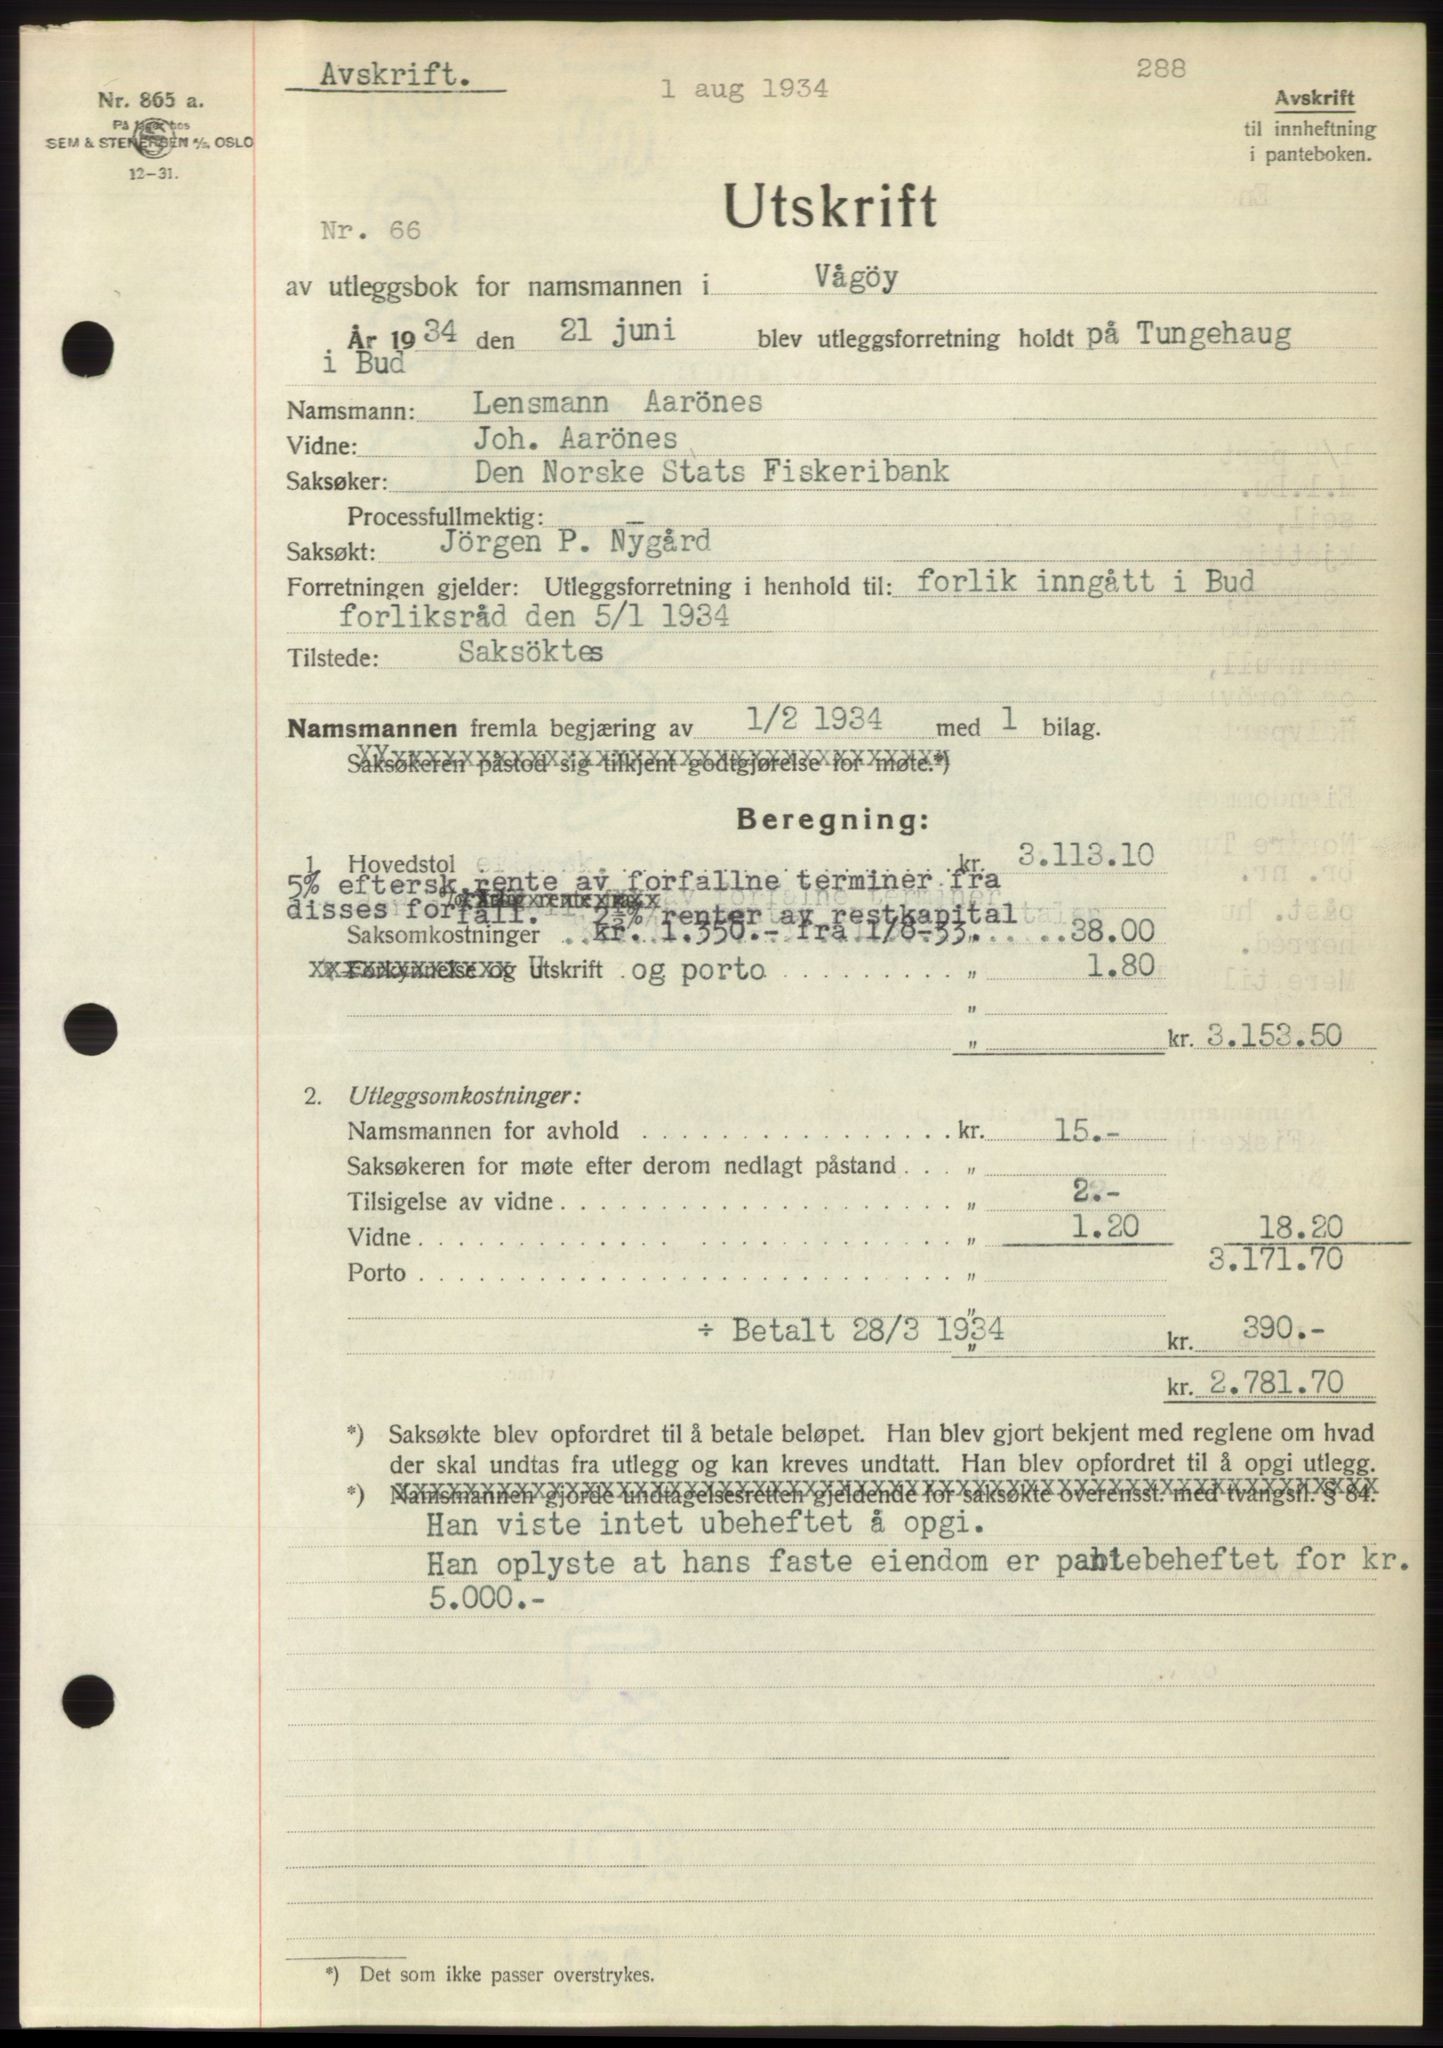 Avskrift.
1 aug 1934
288
Nr. 865 a.
På lager hos
SEM & STENERSEN A/S, OSLO
12-31.
Avskrift
til innheftning
i panteboken.
Utskrift
Nr. 66
av utleggsbok for namsmannen i Vågöy
År 1934 den 21 juni blev utleggsforretning holdt på Tungehaug
i Bud
Namsmann: Lensmann Aarönes
Vidne: Joh. Aarönes
Saksøker: Den Norske Stats Fiskeribank
Processfullmektig: —
Saksøkt: Jörgen P. Nygård
Forretningen gjelder: Utleggsforretning i henhold til: forlik inngått i Bud
forliksråd den 5/1 1934
Tilstede: Saksöktes
Namsmannen fremla begjæring av 1/2 1934 med 1 bilag.
Saksøkeren påstod sig tilkjent godtgjørelse for møte.*)
Beregning:
1. Hovedstol kr. 3.113.10
5% eftersk.rente av forfallne terminer fra
disses forfall. 2½% renter av restkapital
Saksomkostninger kr. 1.350.- fra 1/8-33. 38.00
Forkynnelse og Utskrift og porto „ 1.80
„
„ kr. 3.153.50
2. Utleggsomkostninger:
Namsmannen for avhold kr. 15.-
Saksøkeren for møte efter derom nedlagt påstand „
Tilsigelse av vidne „ 2.-
Vidne „ 1.20 18.20
3.171.70
Porto „
„
÷ Betalt 28/3 1934 „ kr. 390.-
kr. 2.781.70
*) Saksøkte blev opfordret til å betale beløpet. Han blev gjort bekjent med reglene om hvad
der skal undtas fra utlegg og kan kreves undtatt. Han blev opfordret til å opgi utlegg.
*) Namsmannen gjorde undtagelsesretten gjeldende for saksøkte overensst. med tvangsfl. § 84.
Han viste intet ubeheftet å opgi.
Han oplyste at hans faste eiendom er pantebeheftet for kr.
5.000.-
*) Det som ikke passer overstrykes.